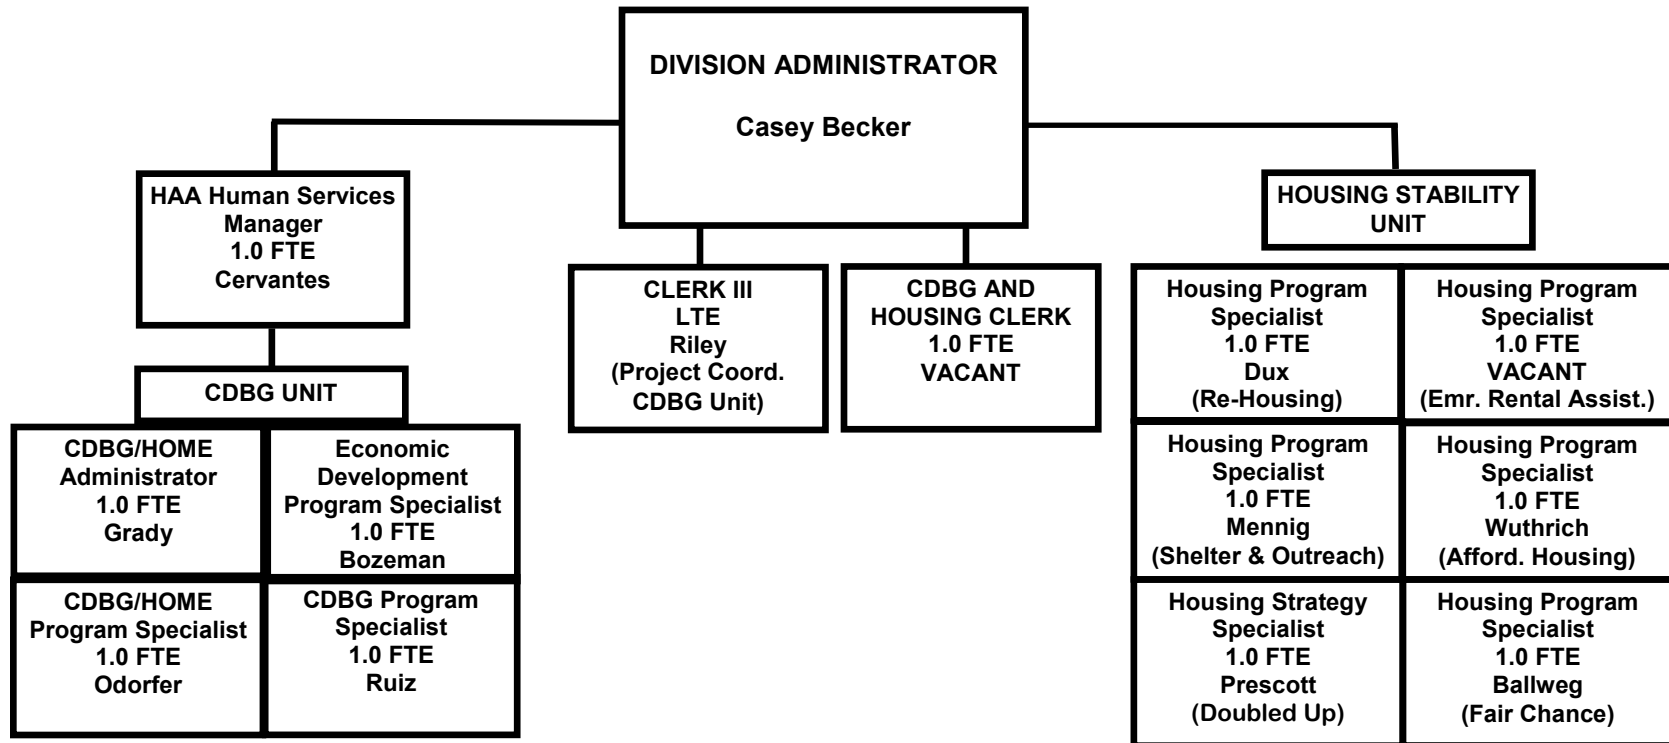 DIVISION ADMINISTRATOR
Casey Becker
HAA Human Services
Manager
1.0 FTE
Cervantes
CDBG UNIT
CDBG/HOME
Administrator
1.0 FTE
Grady
Economic
Development
Program Specialist
1.0 FTE
Bozeman
CDBG/HOME
Program Specialist
1.0 FTE
Odorfer
CDBG Program
Specialist
1.0 FTE
Ruiz
CLERK III
LTE
Riley
(Project Coord.
CDBG Unit)
CDBG AND
HOUSING CLERK
1.0 FTE
VACANT
HOUSING STABILITY
UNIT
Housing Program
Specialist
1.0 FTE
Dux
(Re-Housing)
Housing Program
Specialist
1.0 FTE
VACANT
(Emr. Rental Assist.)
Housing Program
Specialist
1.0 FTE
Mennig
(Shelter & Outreach)
Housing Program
Specialist
1.0 FTE
Wuthrich
(Afford. Housing)
Housing Strategy
Specialist
1.0 FTE
Prescott
(Doubled Up)
Housing Program
Specialist
1.0 FTE
Ballweg
(Fair Chance)